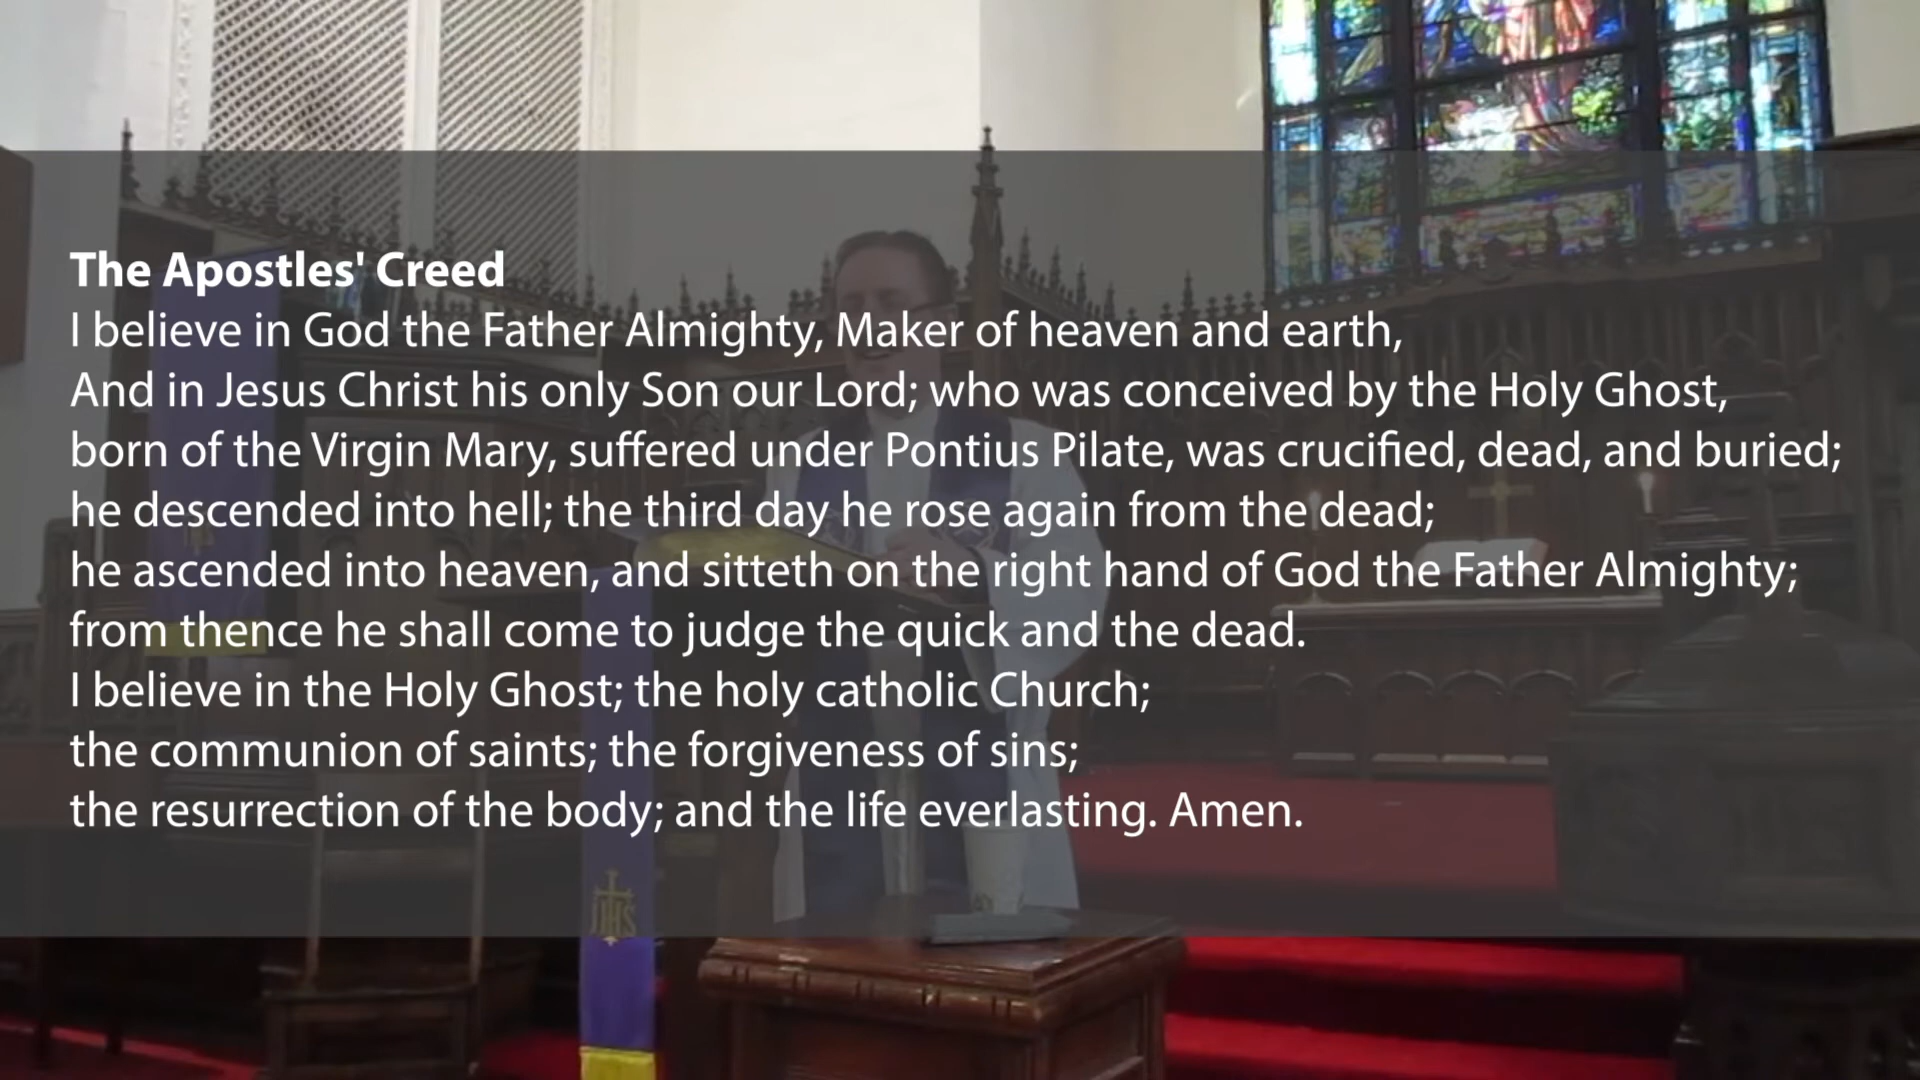 The Apostles' Creed
I believe in God the Father Almighty, Maker of heaven and earth,
And in Jesus Christ his only Son our Lord; who was conceived by the Holy Ghost,
born of the Virgin Mary, suffered under Pontius Pilate, was crucified, dead, and buried;
he descended into hell; the third day he rose again from the dead;
he ascended into heaven, and sitteth on the right hand of God the Father Almighty;
from thence he shall come to judge the quick and the dead.
I believe in the Holy Ghost; the holy catholic Church;
the communion of saints; the forgiveness of sins;
the resurrection of the body; and the life everlasting. Amen.
IHS